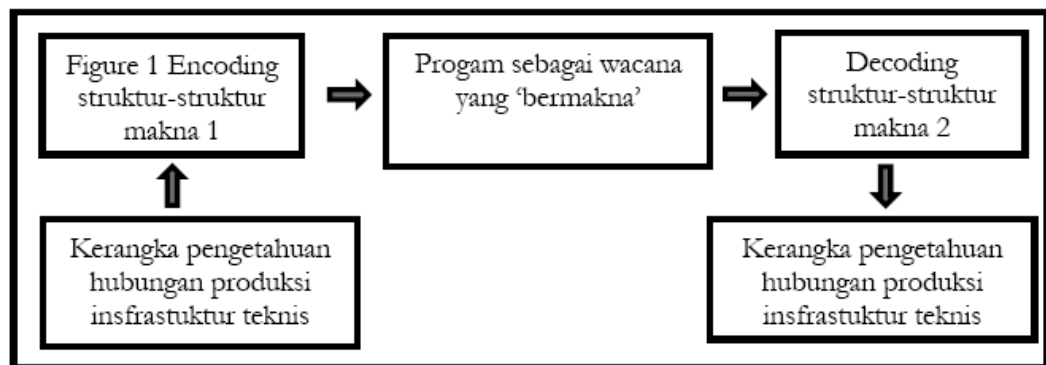 Figure 1 Encoding
struktur-struktur
makna 1
Progam sebagai wacana
yang ‘bermakna’
Decoding
struktur-struktur
makna 2
Kerangka pengetahuan
hubungan produksi
insfrastuktur teknis
Kerangka pengetahuan
hubungan produksi
insfrastuktur teknis